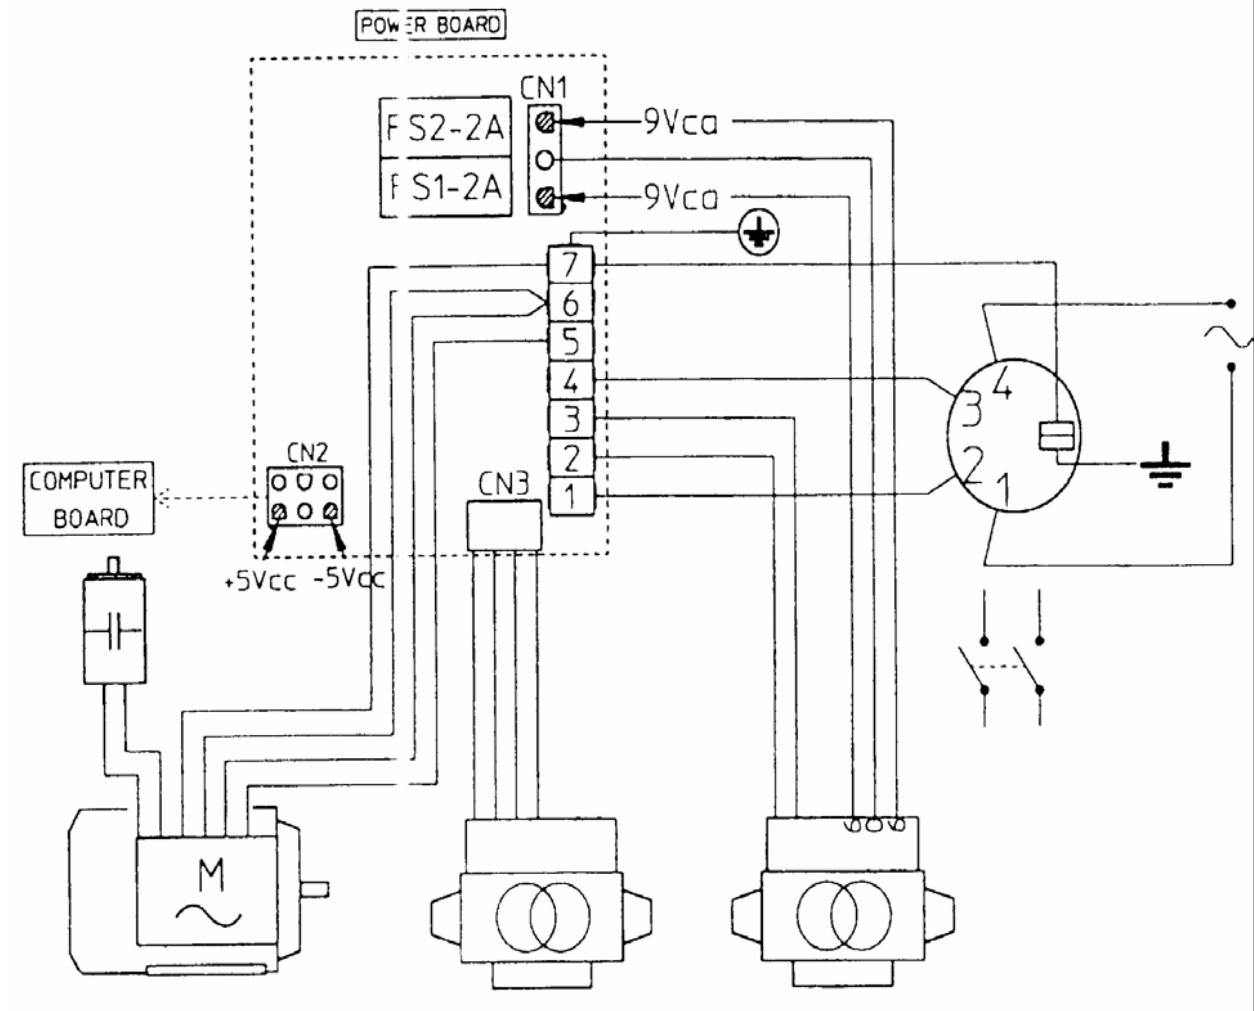 POWER BOARD
CN1
FS2-2A
9Vca
FS1-2A
9Vca
7
6
5
4
3
2
1
4
3
2
1
CN2
COMPUTER
BOARD
CN3
+5Vcc
-5Vcc
M